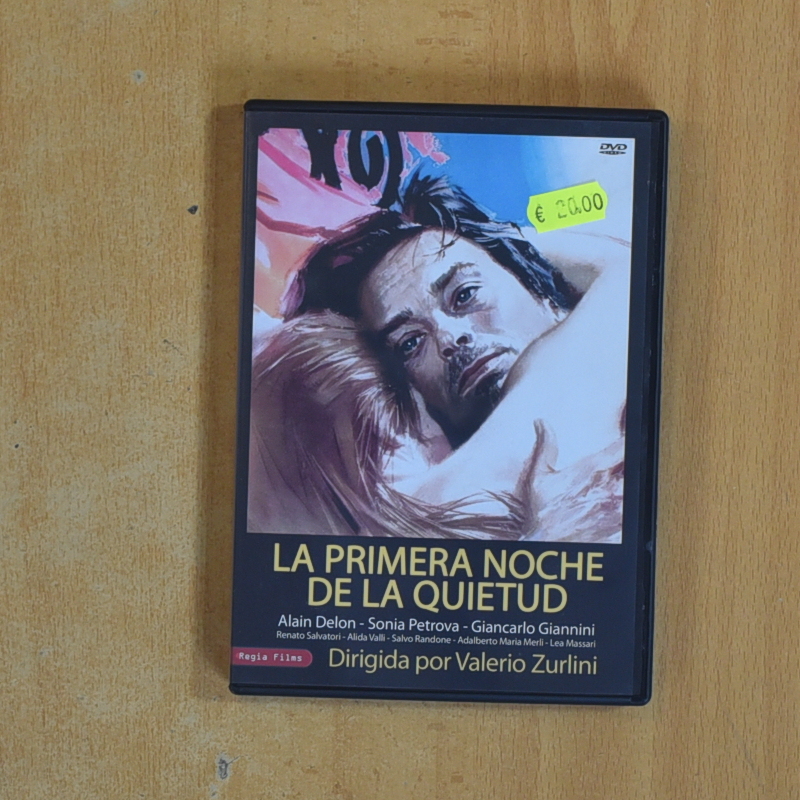 DVD
VIDEO
€ 20.00
LA PRIMERA NOCHE
DE LA QUIETUD
Alain Delon - Sonia Petrova - Giancarlo Giannini
Renato Salvatori - Alida Valli - Salvo Randone - Adalberto Maria Merli - Lea Massari
Regia Films
Dirigida por Valerio Zurlini